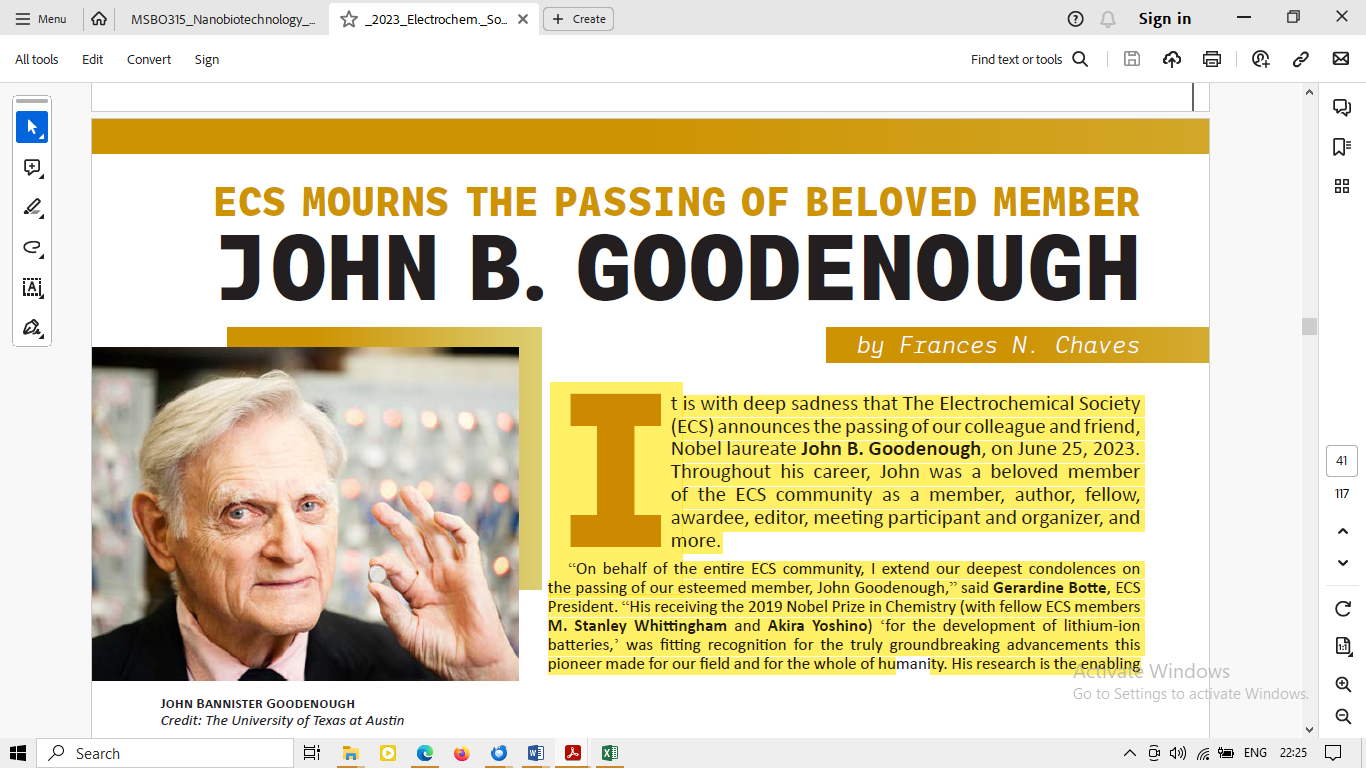 Menu
MSBO315_Nanobiotechnology_...
_2023_Electrochem._So...
Create
Sign in
All tools
Edit
Convert
Sign
Find text or tools
ECS MOURNS THE PASSING OF BELOVED MEMBER
JOHN B. GOODENOUGH
by Frances N. Chaves
It is with deep sadness that The Electrochemical Society
(ECS) announces the passing of our colleague and friend,
Nobel laureate John B. Goodenough, on June 25, 2023.
Throughout his career, John was a beloved member
of the ECS community as a member, author, fellow,
awardee, editor, meeting participant and organizer, and
more.
“On behalf of the entire ECS community, I extend our deepest condolences on
the passing of our esteemed member, John Goodenough,” said Gerardine Botte, ECS
President. “His receiving the 2019 Nobel Prize in Chemistry (with fellow ECS members
M. Stanley Whittingham and Akira Yoshino) ‘for the development of lithium-ion
batteries,’ was fitting recognition for the truly groundbreaking advancements this
pioneer made for our field and for the whole of humanity. His research is the enabling
JOHN BANNISTER GOODENOUGH
Credit: The University of Texas at Austin
41
117
1:1
Activate Windows
Go to Settings to activate Windows.
Search
ENG
22:25